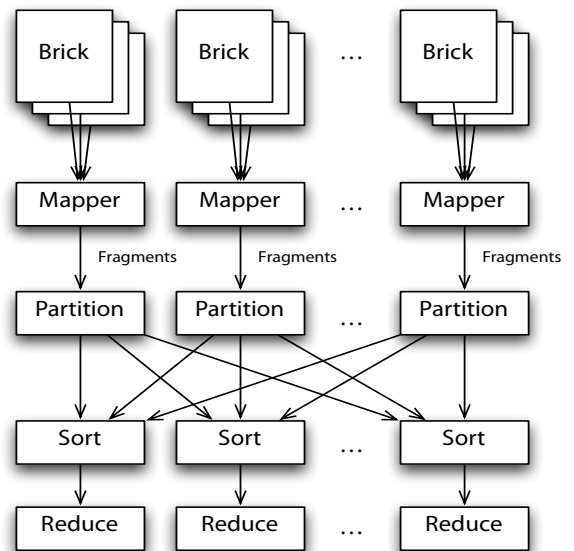 Brick Brick ... Brick
Mapper Mapper ... Mapper
Fragments Fragments Fragments
Partition Partition ... Partition
Sort Sort ... Sort
Reduce Reduce ... Reduce